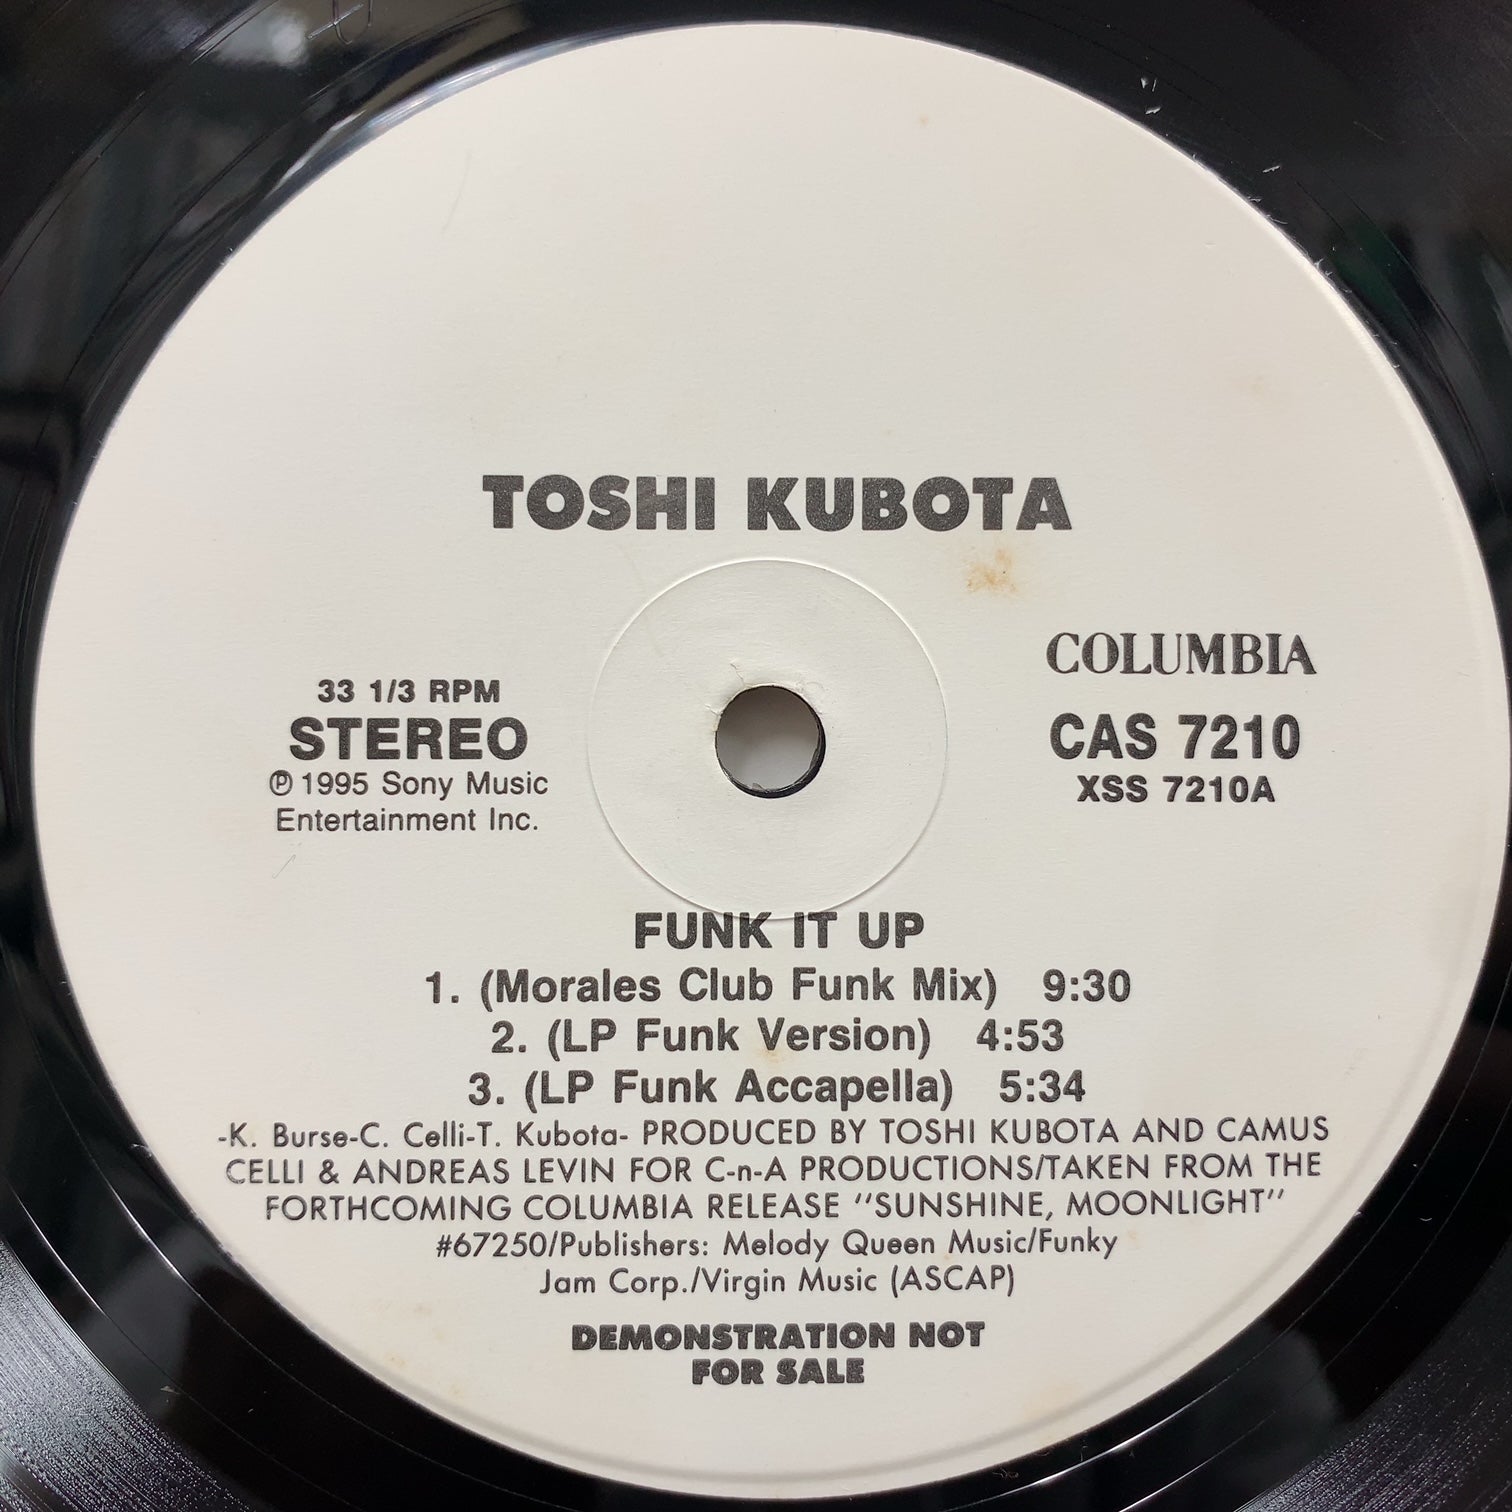 TOSHI KUBOTA
33 1/3 RPM
STEREO
℗ 1995 Sony Music
Entertainment Inc.
COLUMBIA
CAS 7210
XSS 7210A
FUNK IT UP
1. (Morales Club Funk Mix) 9:30
2. (LP Funk Version) 4:53
3. (LP Funk Accapella) 5:34
-K. Burse-C. Celli-T. Kubota- PRODUCED BY TOSHI KUBOTA AND CAMUS
CELLI & ANDREAS LEVIN FOR C-n-A PRODUCTIONS/TAKEN FROM THE
FORTHCOMING COLUMBIA RELEASE "SUNSHINE, MOONLIGHT"
#67250/Publishers: Melody Queen Music/Funky
Jam Corp./Virgin Music (ASCAP)
DEMONSTRATION NOT
FOR SALE